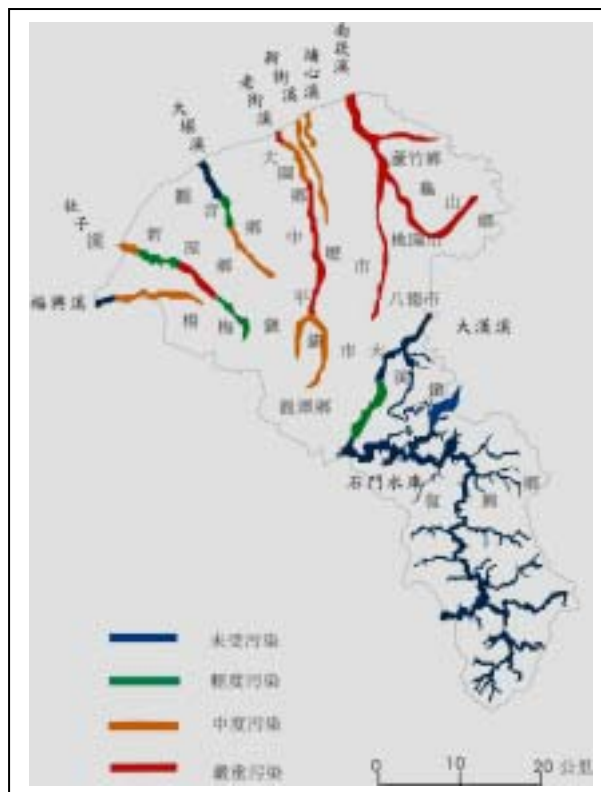 南崁溪
埔心溪
新街溪
老街溪
大堀溪
社子溪
福興溪
大漢溪
石門水庫
蘆竹鄉
龜山鄉
桃園市
八德市
大園鄉
觀音鄉
中壢市
新屋鄉
平鎮市
楊梅鎮
龍潭鄉
大溪鎮
復興鄉
未受污染
輕度污染
中度污染
嚴重污染
0 10 20 公里